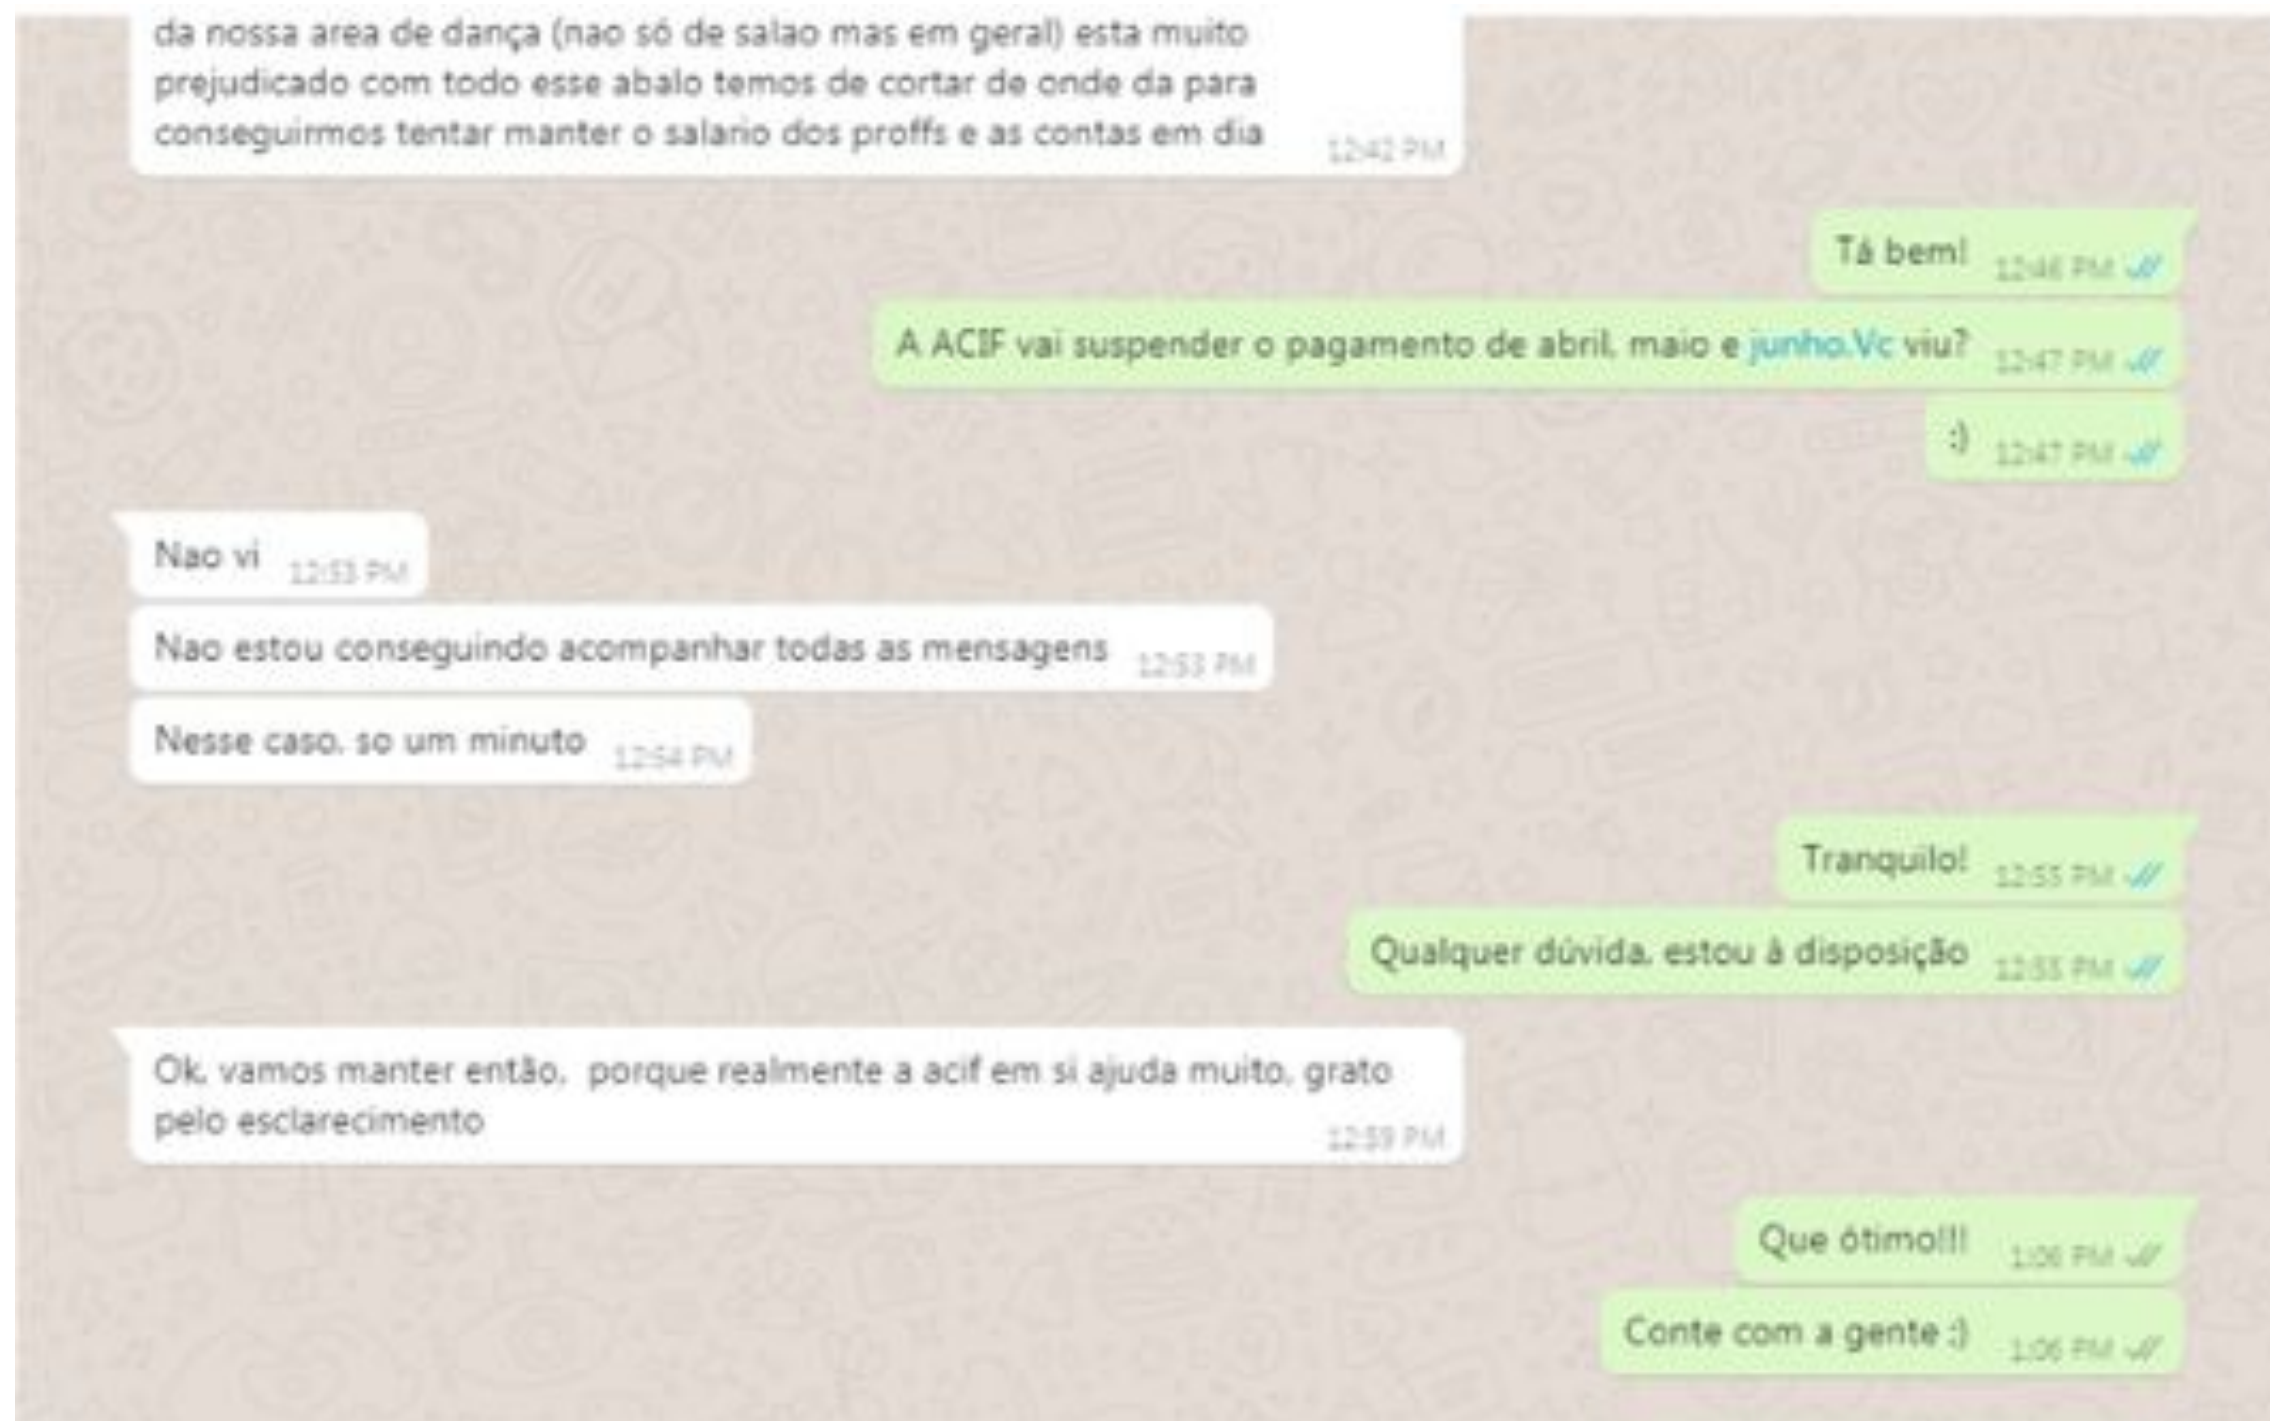 da nossa area de dança (nao só de salao mas em geral) esta muito
prejudicado com todo esse abalo temos de cortar de onde da para
conseguirmos tentar manter o salario dos proffs e as contas em dia 12:42 PM
Tá bem! 12:46 PM
A ACIF vai suspender o pagamento de abril, maio e junho.Vc viu? 12:47 PM
:) 12:47 PM
Nao vi 12:53 PM
Nao estou conseguindo acompanhar todas as mensagens 12:53 PM
Nesse caso, so um minuto 12:54 PM
Tranquilo! 12:55 PM
Qualquer dúvida, estou à disposição 12:55 PM
Ok, vamos manter então, porque realmente a acif em si ajuda muito, grato
pelo esclarecimento 12:59 PM
Que ótimo!!! 1:06 PM
Conte com a gente :) 1:06 PM